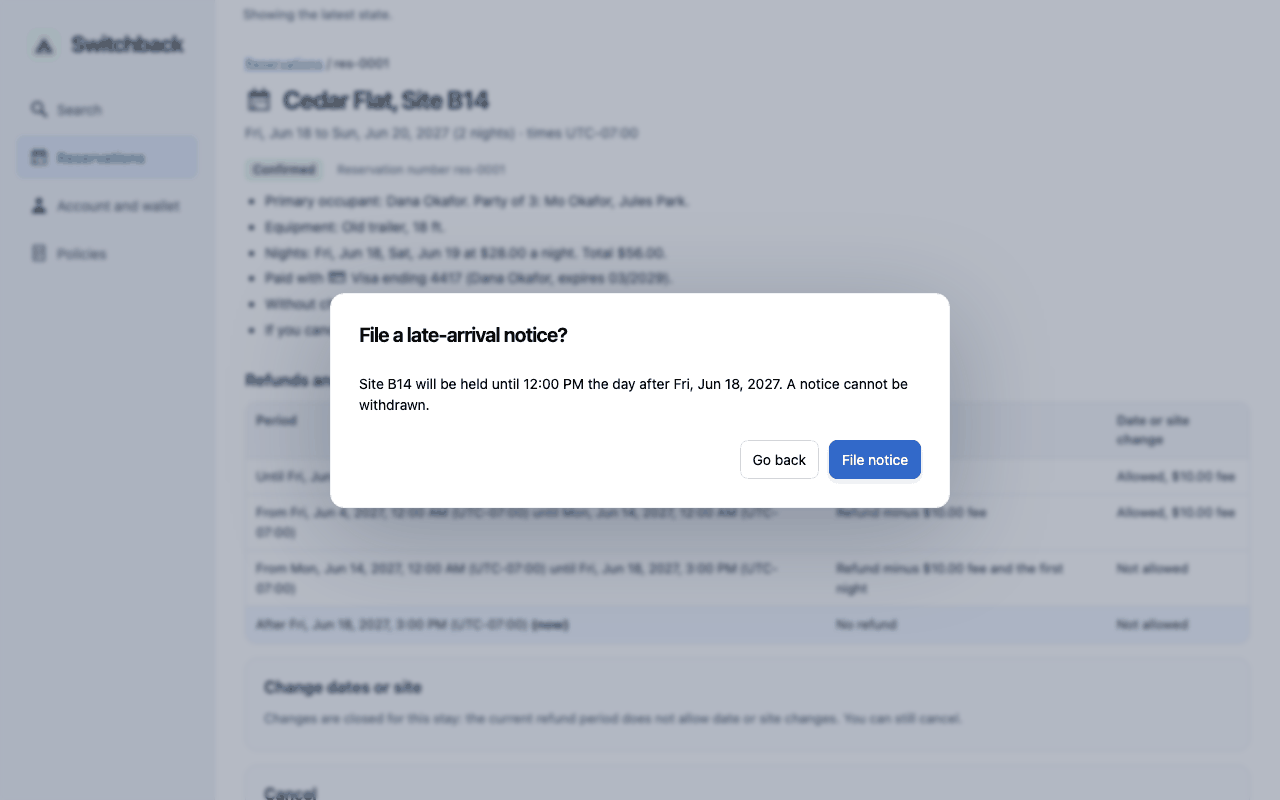 Showing the latest state.
Switchback
Reservations / res-0001
Cedar Flat, Site B14
Search
Fri, Jun 18 to Sun, Jun 20, 2027 (2 nights) · times UTC-07:00
Reservations
Confirmed
Reservation number res-0001
Primary occupant: Dana Okafor. Party of 3: Mo Okafor, Jules Park.
Account and wallet
Equipment: Old trailer, 18 ft.
Nights: Fri, Jun 18, Sat, Jun 19 at $28.00 a night. Total $56.00.
Policies
Paid with Visa ending 4417 (Dana Okafor, expires 03/2029).
Without
If you
File a late-arrival notice?
Site B14 will be held until 12:00 PM the day after Fri, Jun 18, 2027. A notice cannot be
withdrawn.
Go back
File notice
Refunds
Period
Date or site
change
Until Fri,
Allowed, $10.00 fee
From Fri, Jun 4, 2027, 12:00 AM (UTC-07:00) until Mon, Jun 14, 2027, 12:00 AM (UTC-
07:00)
Refund minus $10.00 fee
Allowed, $10.00 fee
From Mon, Jun 14, 2027, 12:00 AM (UTC-07:00) until Fri, Jun 18, 2027, 3:00 PM (UTC-
07:00)
Refund minus $10.00 fee and the first
night
Not allowed
After Fri, Jun 18, 2027, 3:00 PM (UTC-07:00) (now)
No refund
Not allowed
Change dates or site
Changes are closed for this stay: the current refund period does not allow date or site changes. You can still cancel.
Cancel